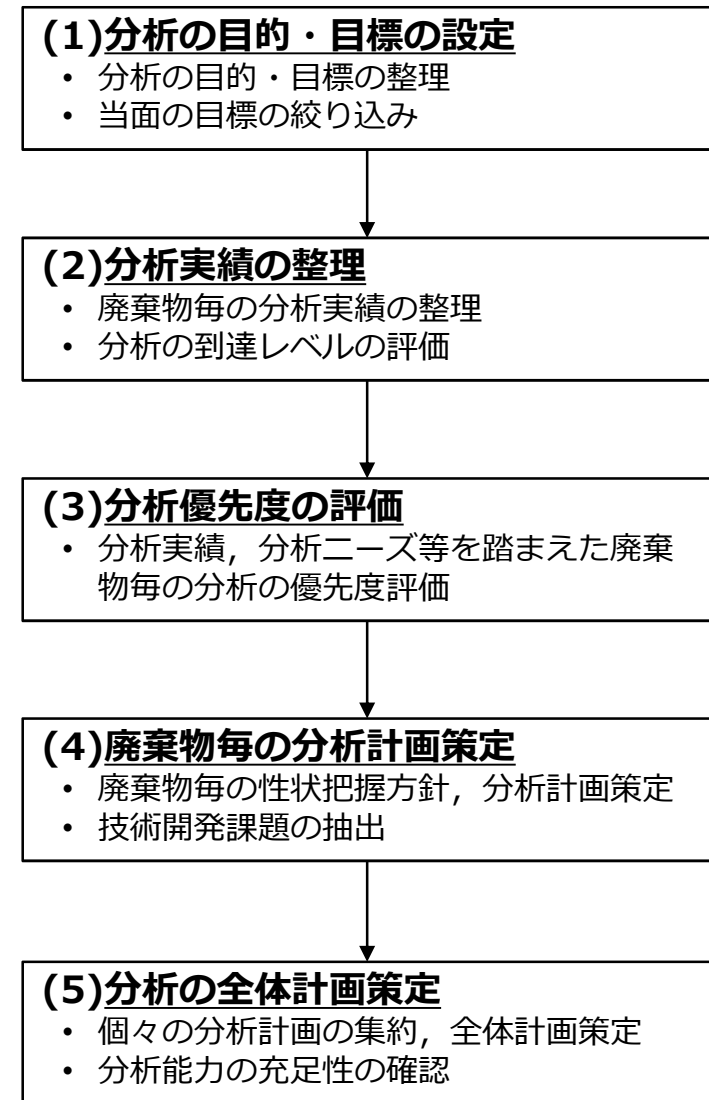 (1)分析の目的・目標の設定
• 分析の目的・目標の整理
• 当面の目標の絞り込み
(2)分析実績の整理
• 廃棄物毎の分析実績の整理
• 分析の到達レベルの評価
(3)分析優先度の評価
• 分析実績，分析ニーズ等を踏まえた廃棄
物毎の分析の優先度評価
(4)廃棄物毎の分析計画策定
• 廃棄物毎の性状把握方針，分析計画策定
• 技術開発課題の抽出
(5)分析の全体計画策定
• 個々の分析計画の集約，全体計画策定
• 分析能力の充足性の確認